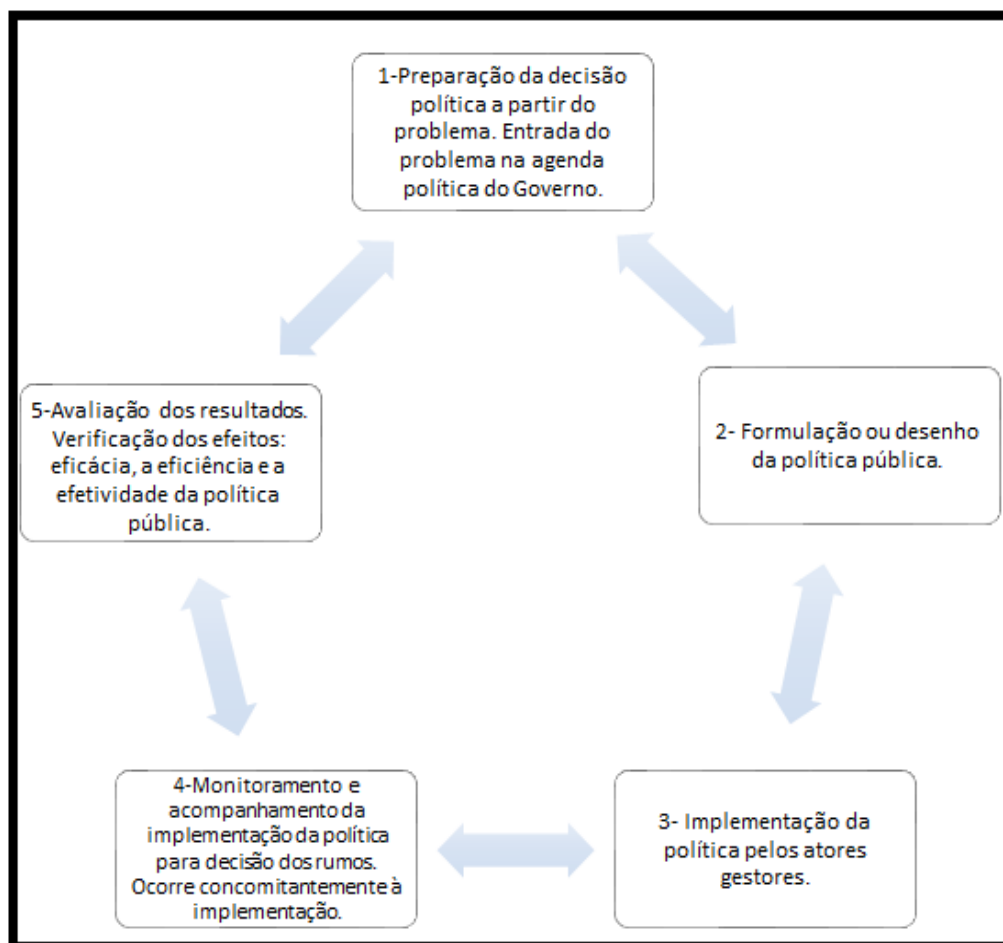 1-Preparação da decisão
política a partir do
problema. Entrada do
problema na agenda
política do Governo.
2- Formulação ou desenho
da política pública.
3- Implementação da
política pelos atores
gestores.
4-Monitoramento e
acompanhamento da
implementação da política
para decisão dos rumos.
Ocorre concomitantemente à
implementação.
5-Avaliação dos resultados.
Verificação dos efeitos:
eficácia, a eficiência e a
efetividade da política
pública.